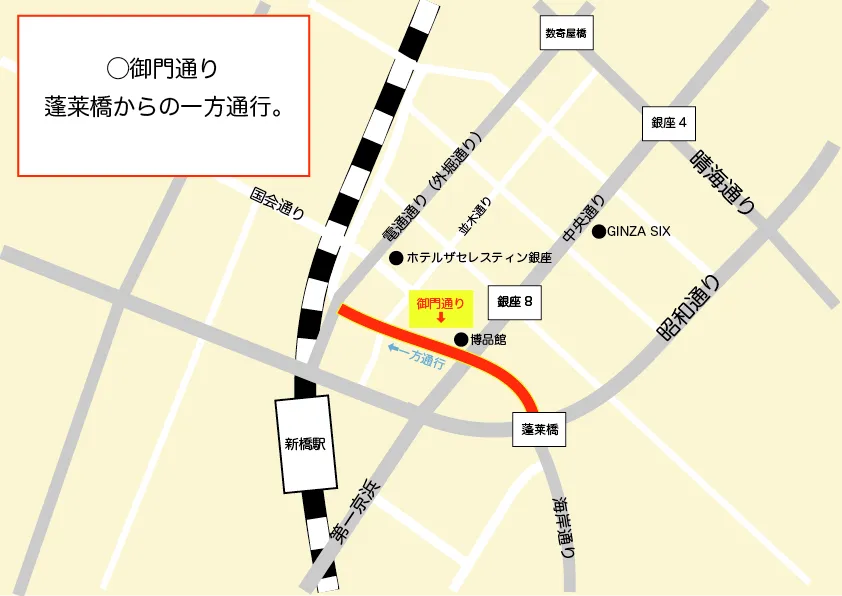 ◯御門通り
蓬莱橋からの一方通行。
数寄屋橋
銀座４
晴海通り
電通通り（外堀通り）
国会通り
並木通り
中央通り
GINZA SIX
ホテルザセレスティン銀座
御門通り
⬇
銀座８
昭和通り
博品館
⬅一方通行
蓬莱橋
新橋駅
第一京浜
海岸通り